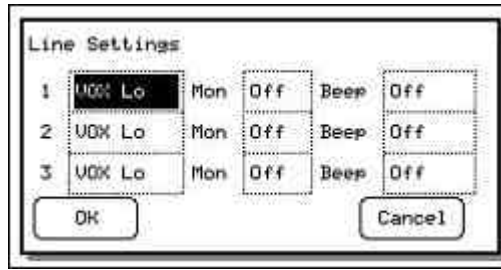 Line Settings
1 VOX Lo Mon Off Beep Off
2 VOX Lo Mon Off Beep Off
3 VOX Lo Mon Off Beep Off
OK Cancel